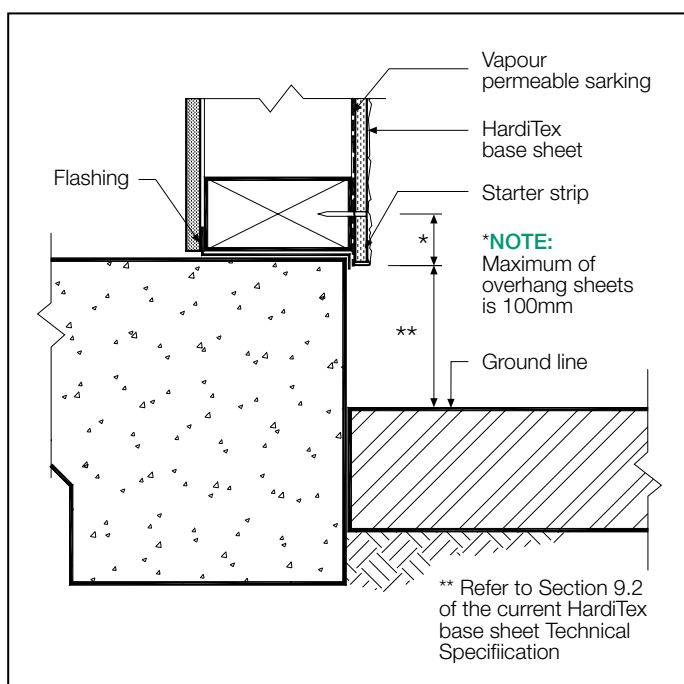 Vapour
permeable sarking
HardiTex
base sheet
Flashing
Starter strip
*
*NOTE:
Maximum of
overhang sheets
is 100mm
**
Ground line
** Refer to Section 9.2
of the current HardiTex
base sheet Technical
Specifiication